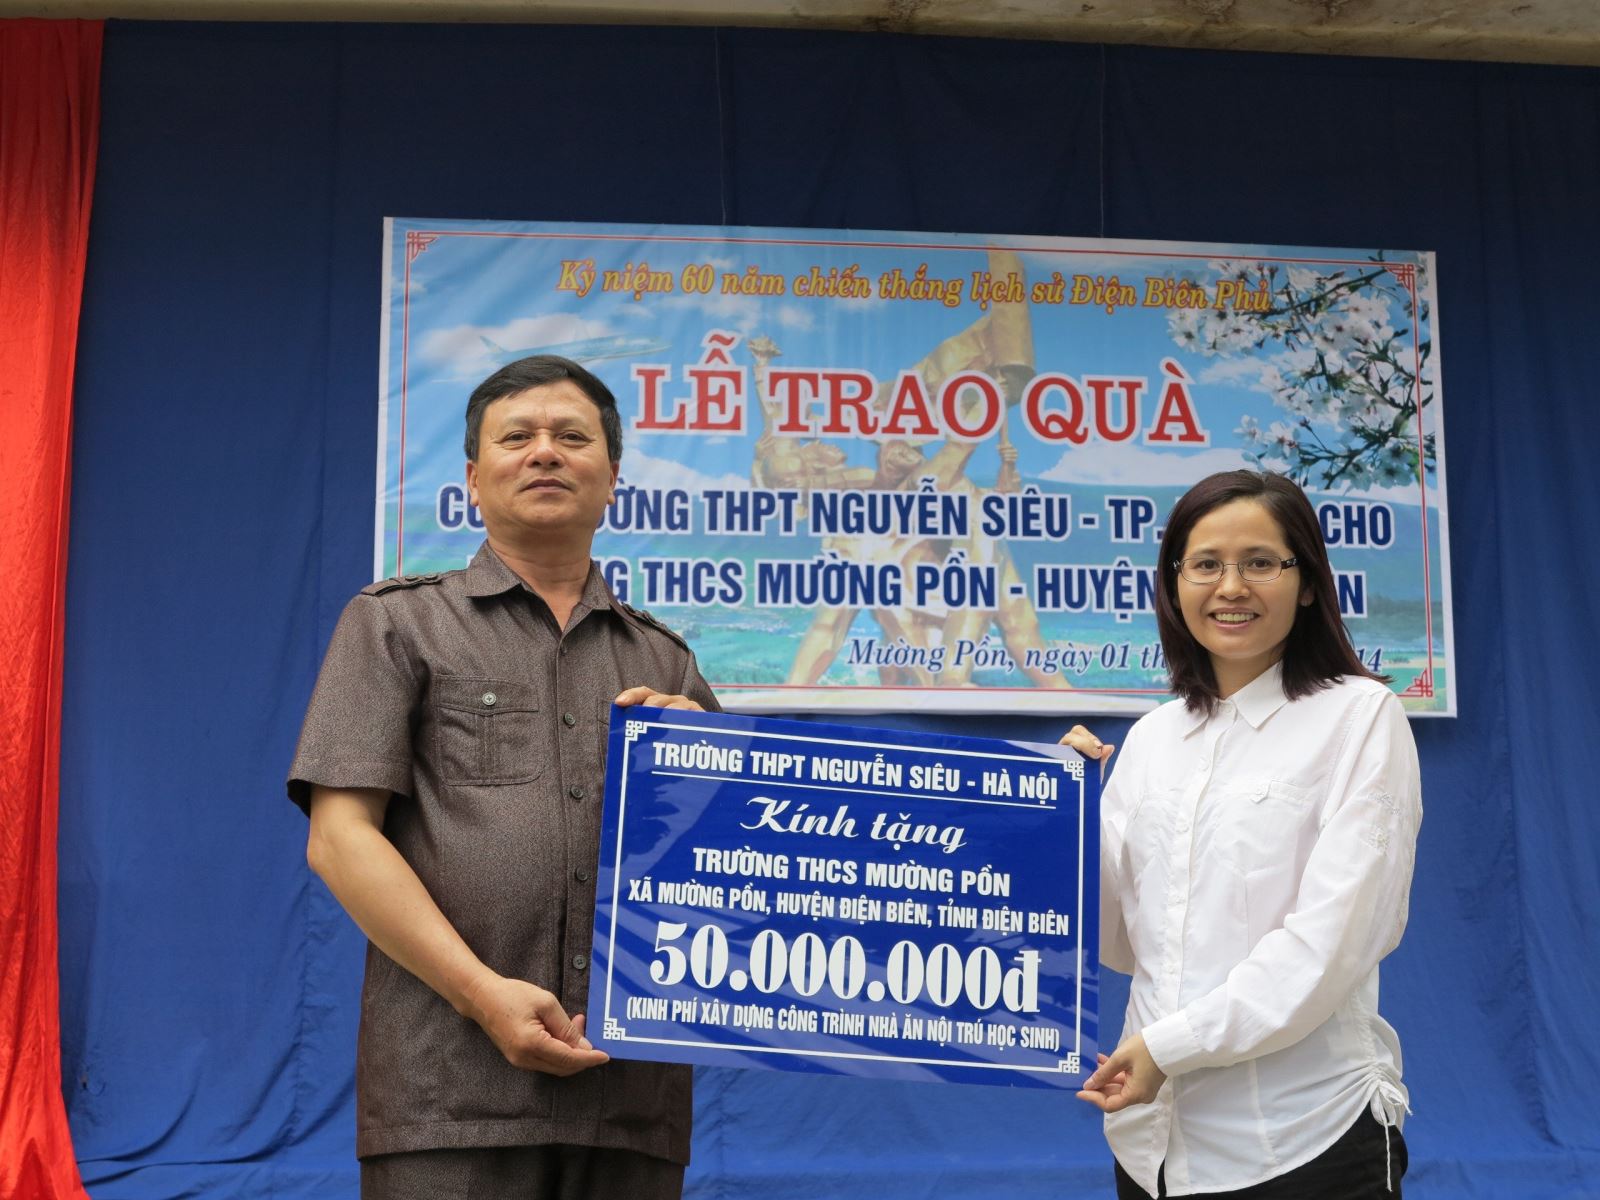 Kỷ niệm 60 năm chiến thắng lịch sử Điện Biên Phủ
LỄ TRAO QUÀ
THPT NGUYỄN SIÊU - TP. CHO
THCS MƯỜNG PỒN - HUYỆN
Mường Pồn, ngày 01
TRƯỜNG THPT NGUYỄN SIÊU - HÀ NỘI
Kính tặng
TRƯỜNG THCS MƯỜNG PỒN
XÃ MƯỜNG PỒN, HUYỆN ĐIỆN BIÊN, TỈNH ĐIỆN BIÊN
50.000.000đ
(KINH PHÍ XÂY DỰNG CÔNG TRÌNH NHÀ ĂN NỘI TRÚ HỌC SINH)